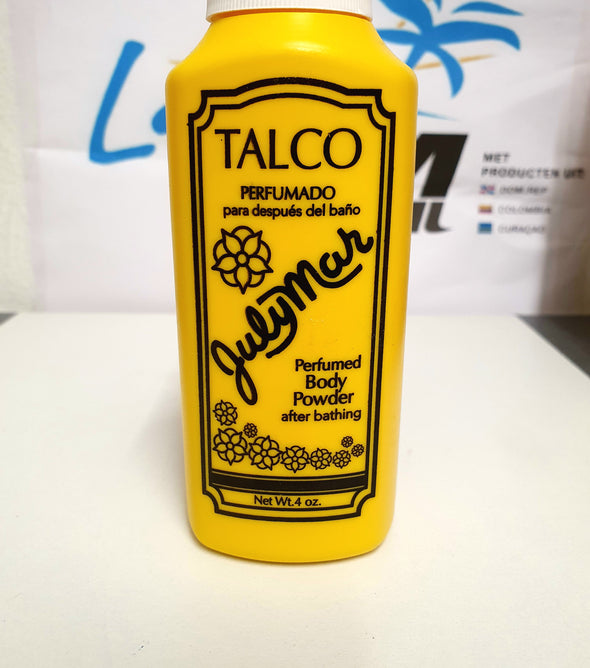 TALCO
PERFUMADO
para después del baño
JulyMar
Perfumed
Body
Powder
after bathing
Net Wt.4 oz.
MET
PRODUCTEN UIT
DOM.REP
COLOMBIA
CURAÇAO